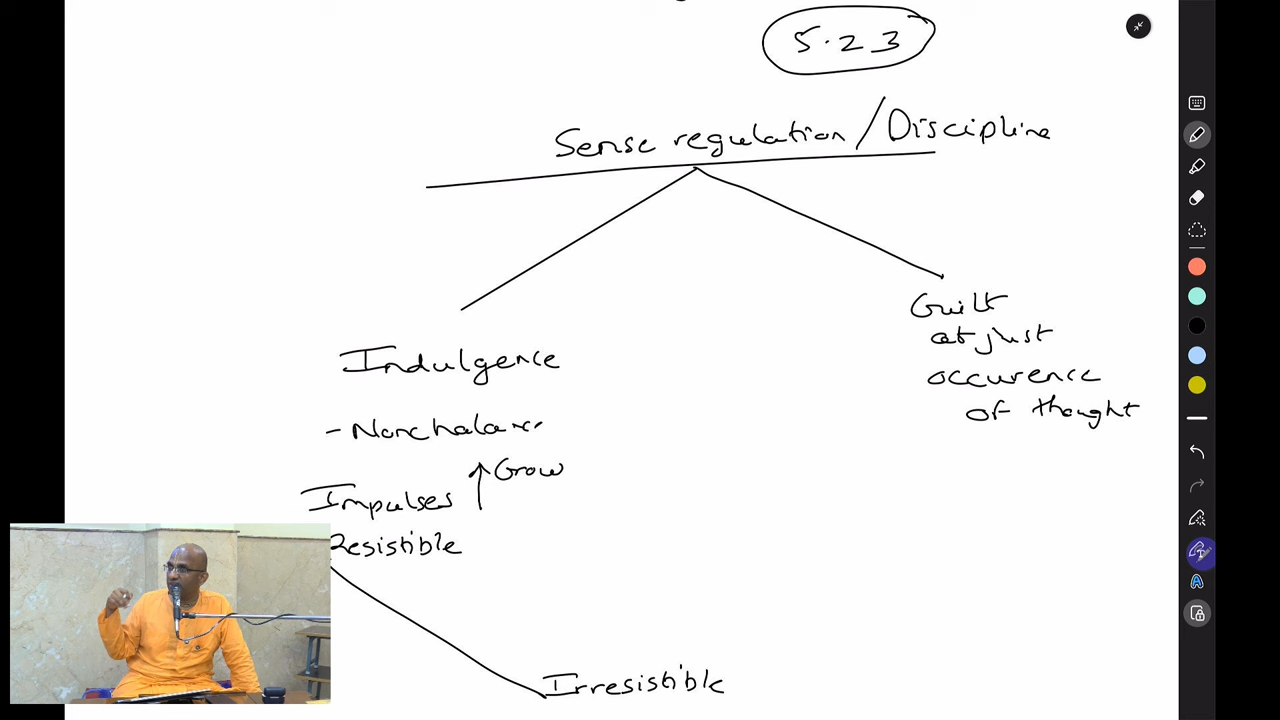 5.23
Sense regulation/Discipline
Indulgence
- Nonchalance
↑ Grow
Impulses
Resistible
Irresistible
Guilt
at just
occurence
of thought